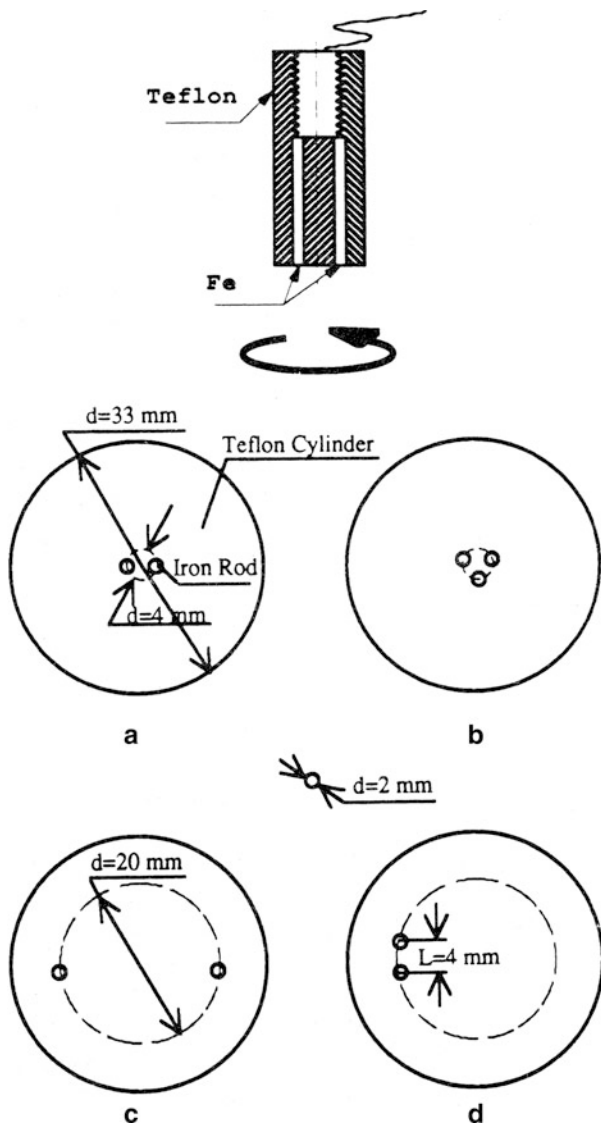 Teflon
Fe
d=33 mm
Teflon Cylinder
Iron Rod
d=4 mm
a
b
d=2 mm
d=20 mm
L=4 mm
c
d